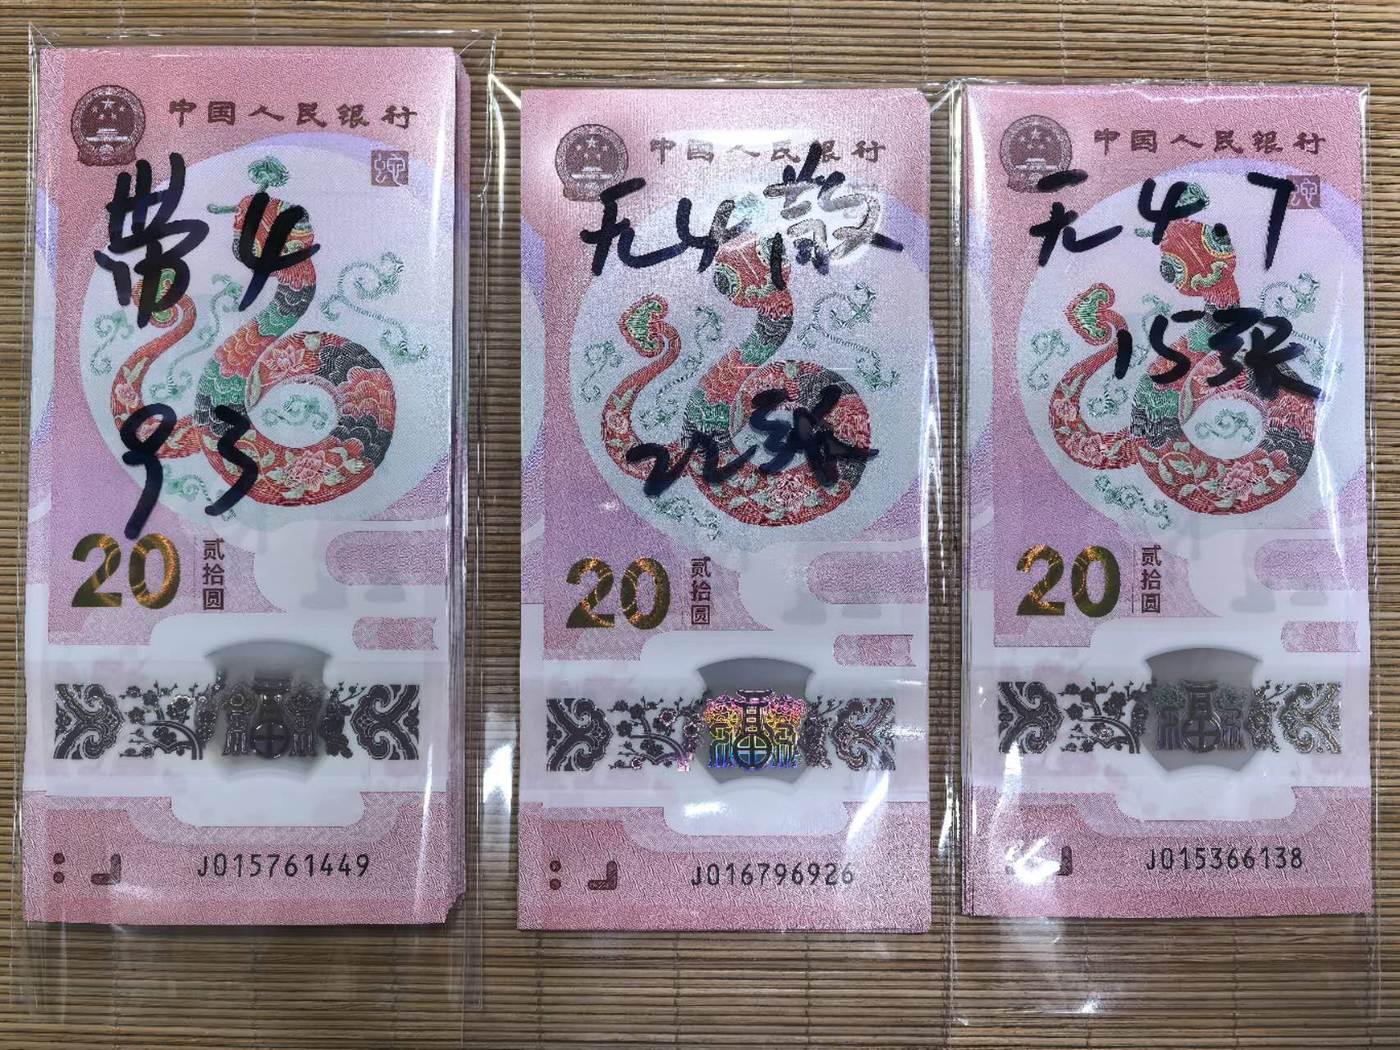 中国人民银行
带4
93
20
贰拾圆
J015761449
中国人民银行
无4散
22张
20
贰拾圆
J016796926
中国人民银行
无4.7
15张
20
贰拾圆
J015366138